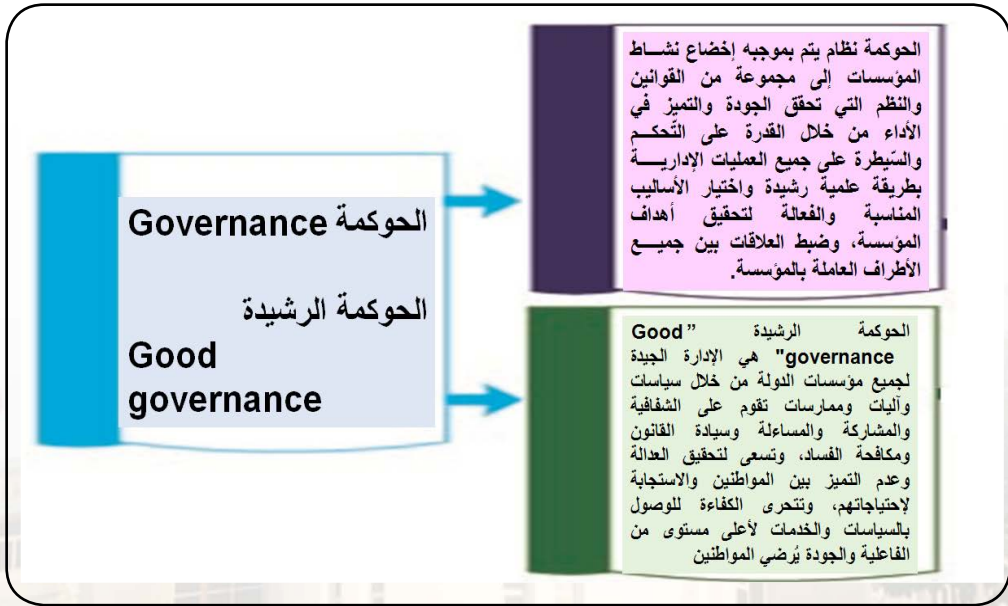 الحوكمة Governance
الحوكمة الرشيدة
Good
governance
الحوكمة نظام يتم بموجبه إخضاع نشـــاط
المؤسسات إلى مجموعة من القوانين
والنظم التي تحقق الجودة والتميز في
الأداء من خلال القدرة على التّحكــم
والسّيطرة على جميع العمليات الإداريــــة
بطريقة علمية رشيدة واختيار الأساليب
المناسبة والفعالة لتحقيق أهداف
المؤسسة، وضبط العلاقات بين جميـــع
الأطراف العاملة بالمؤسسة.
الحوكمة الرشيدة "Good
governance" هي الإدارة الجيدة
لجميع مؤسسات الدولة من خلال سياسات
وآليات وممارسات تقوم على الشفافية
والمشاركة والمساءلة وسيادة القانون
ومكافحة الفساد، وتسعى لتحقيق العدالة
وعدم التميز بين المواطنين والاستجابة
لإحتياجاتهم، وتتحرى الكفاءة للوصول
بالسياسات والخدمات لأعلى مستوى من
الفاعلية والجودة يُرضي المواطنين